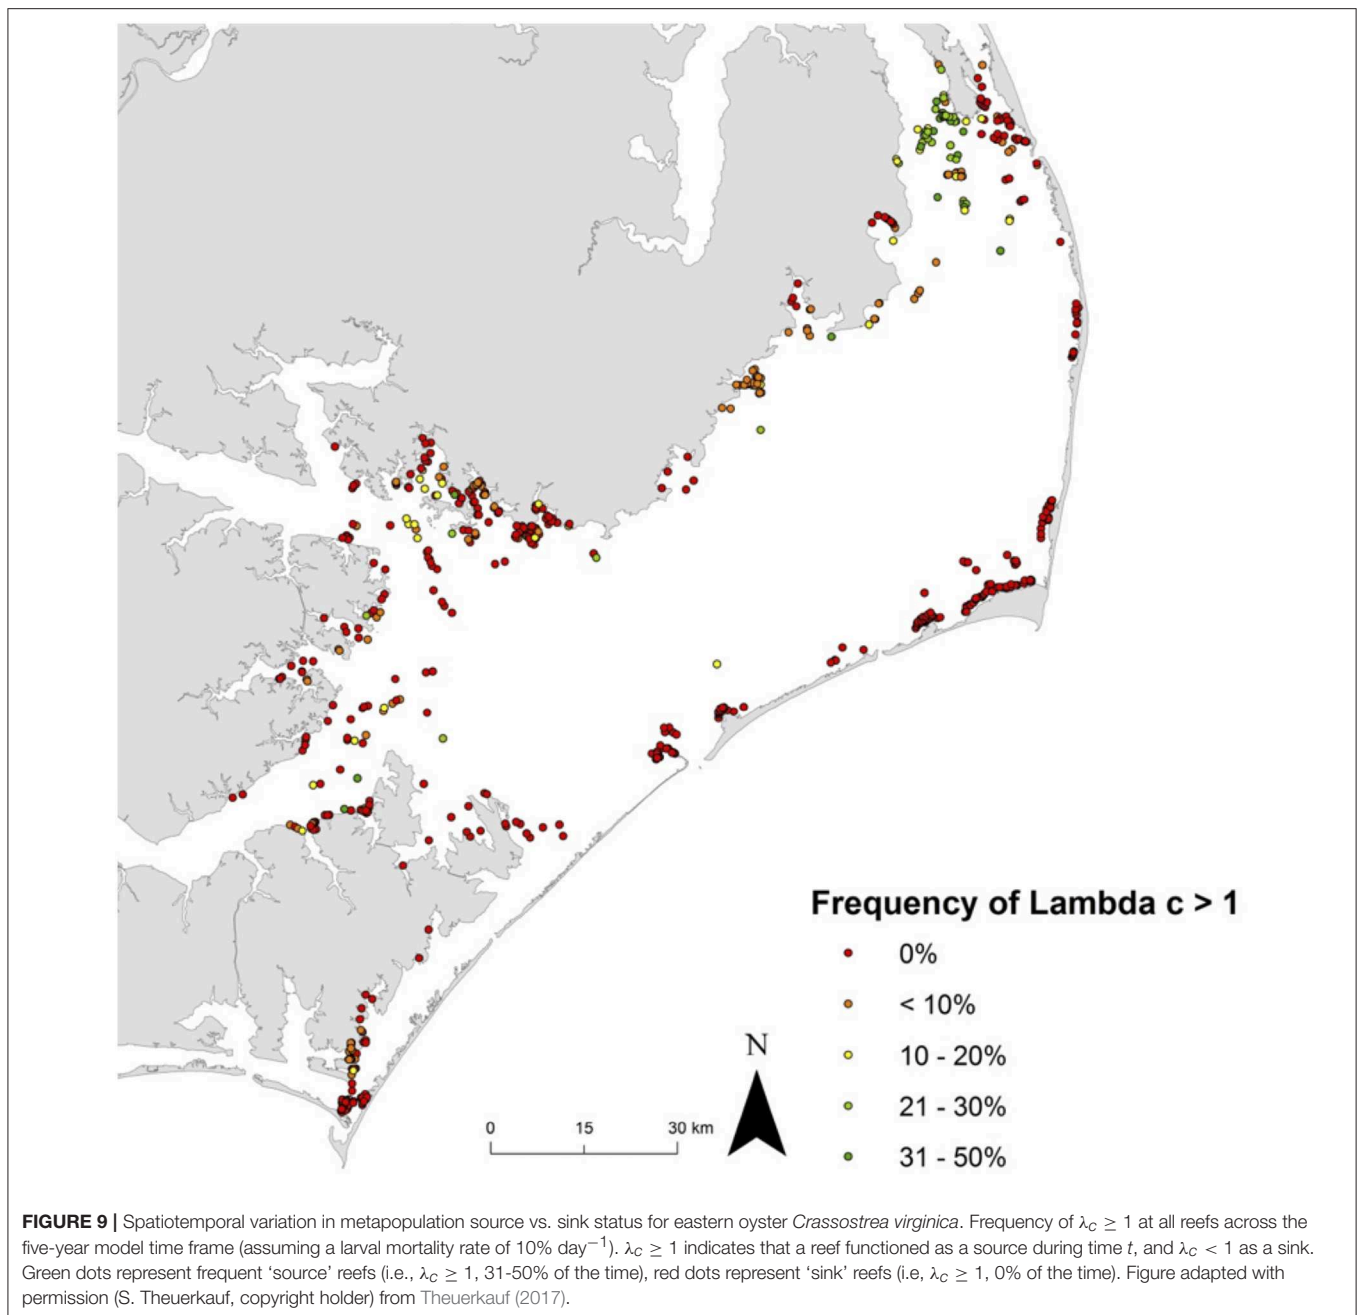 Frequency of Lambda c > 1
0%
< 10%
10 - 20%
21 - 30%
31 - 50%
N
0 15 30 km
FIGURE 9 | Spatiotemporal variation in metapopulation source vs. sink status for eastern oyster Crassostrea virginica. Frequency of λc ≥ 1 at all reefs across the
five-year model time frame (assuming a larval mortality rate of 10% day−1). λc ≥ 1 indicates that a reef functioned as a source during time t, and λc < 1 as a sink.
Green dots represent frequent ‘source’ reefs (i.e., λc ≥ 1, 31-50% of the time), red dots represent ‘sink’ reefs (i.e, λc ≥ 1, 0% of the time). Figure adapted with
permission (S. Theuerkauf, copyright holder) from Theuerkauf (2017).